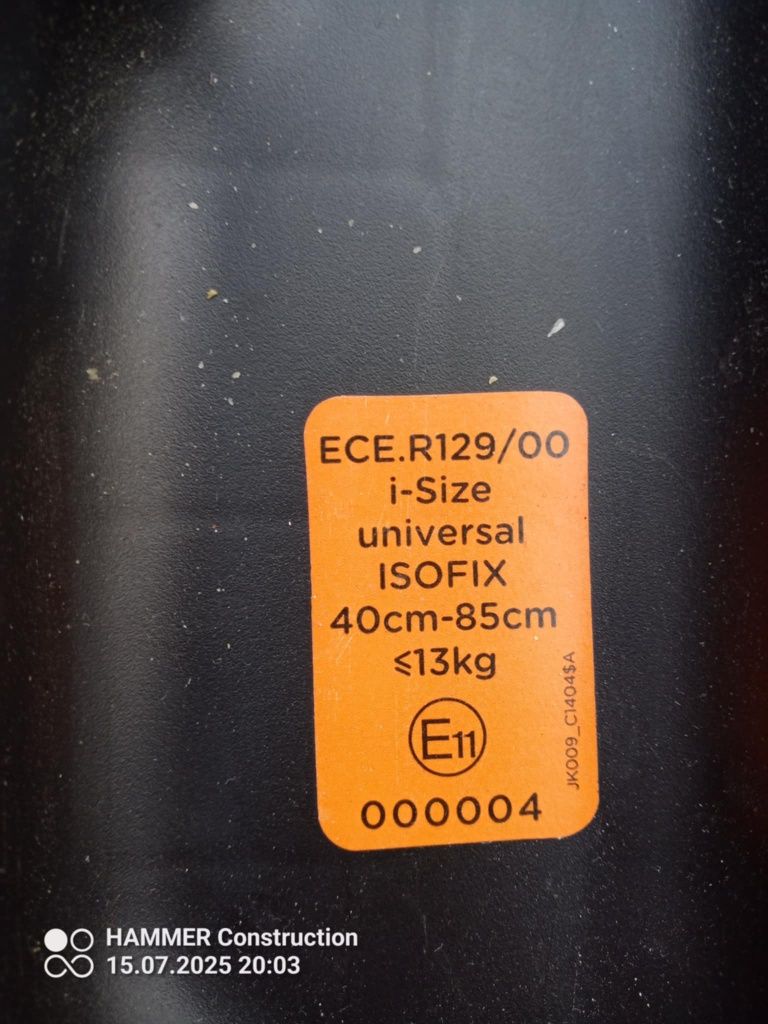 ECE.R129/00
i-Size
universal
ISOFIX
40cm-85cm
≤13kg
E11
000004
JK009_C1404$A
HAMMER Construction
15.07.2025 20:03